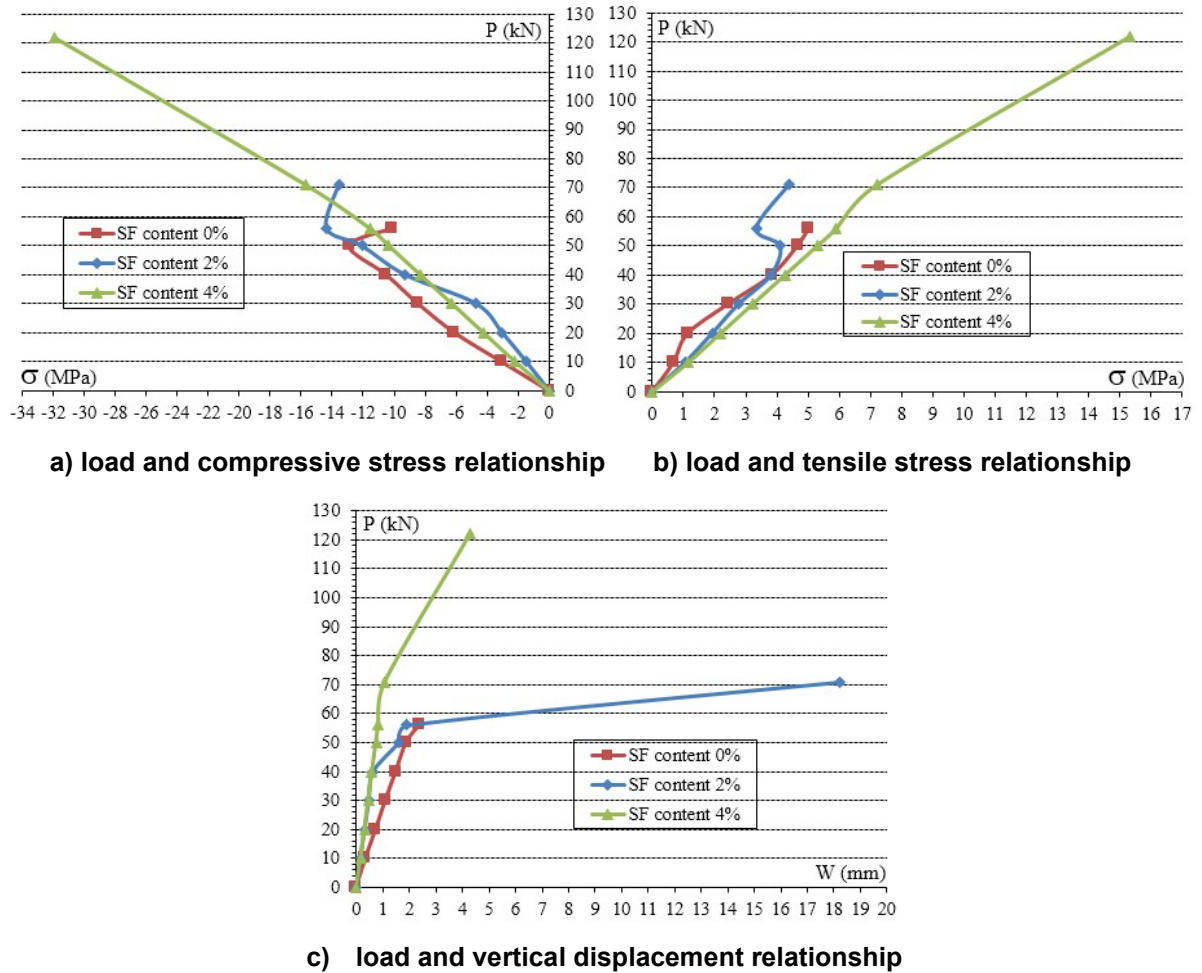 P (kN)
130
120
110
100
90
80
70
60
50
40
30
20
10
0
SF content 0%
SF content 2%
SF content 4%
σ (MPa)
-34 -32 -30 -28 -26 -24 -22 -20 -18 -16 -14 -12 -10 -8 -6 -4 -2 0
a) load and compressive stress relationship
130
120
110
100
90
80
70
60
50
40
30
20
10
0
P (kN)
SF content 0%
SF content 2%
SF content 4%
σ (MPa)
0 1 2 3 4 5 6 7 8 9 10 11 12 13 14 15 16 17
b) load and tensile stress relationship
130
120
110
100
90
80
70
60
50
40
30
20
10
0
P (kN)
SF content 0%
SF content 2%
SF content 4%
W (mm)
0 1 2 3 4 5 6 7 8 9 10 11 12 13 14 15 16 17 18 19 20
c) load and vertical displacement relationship